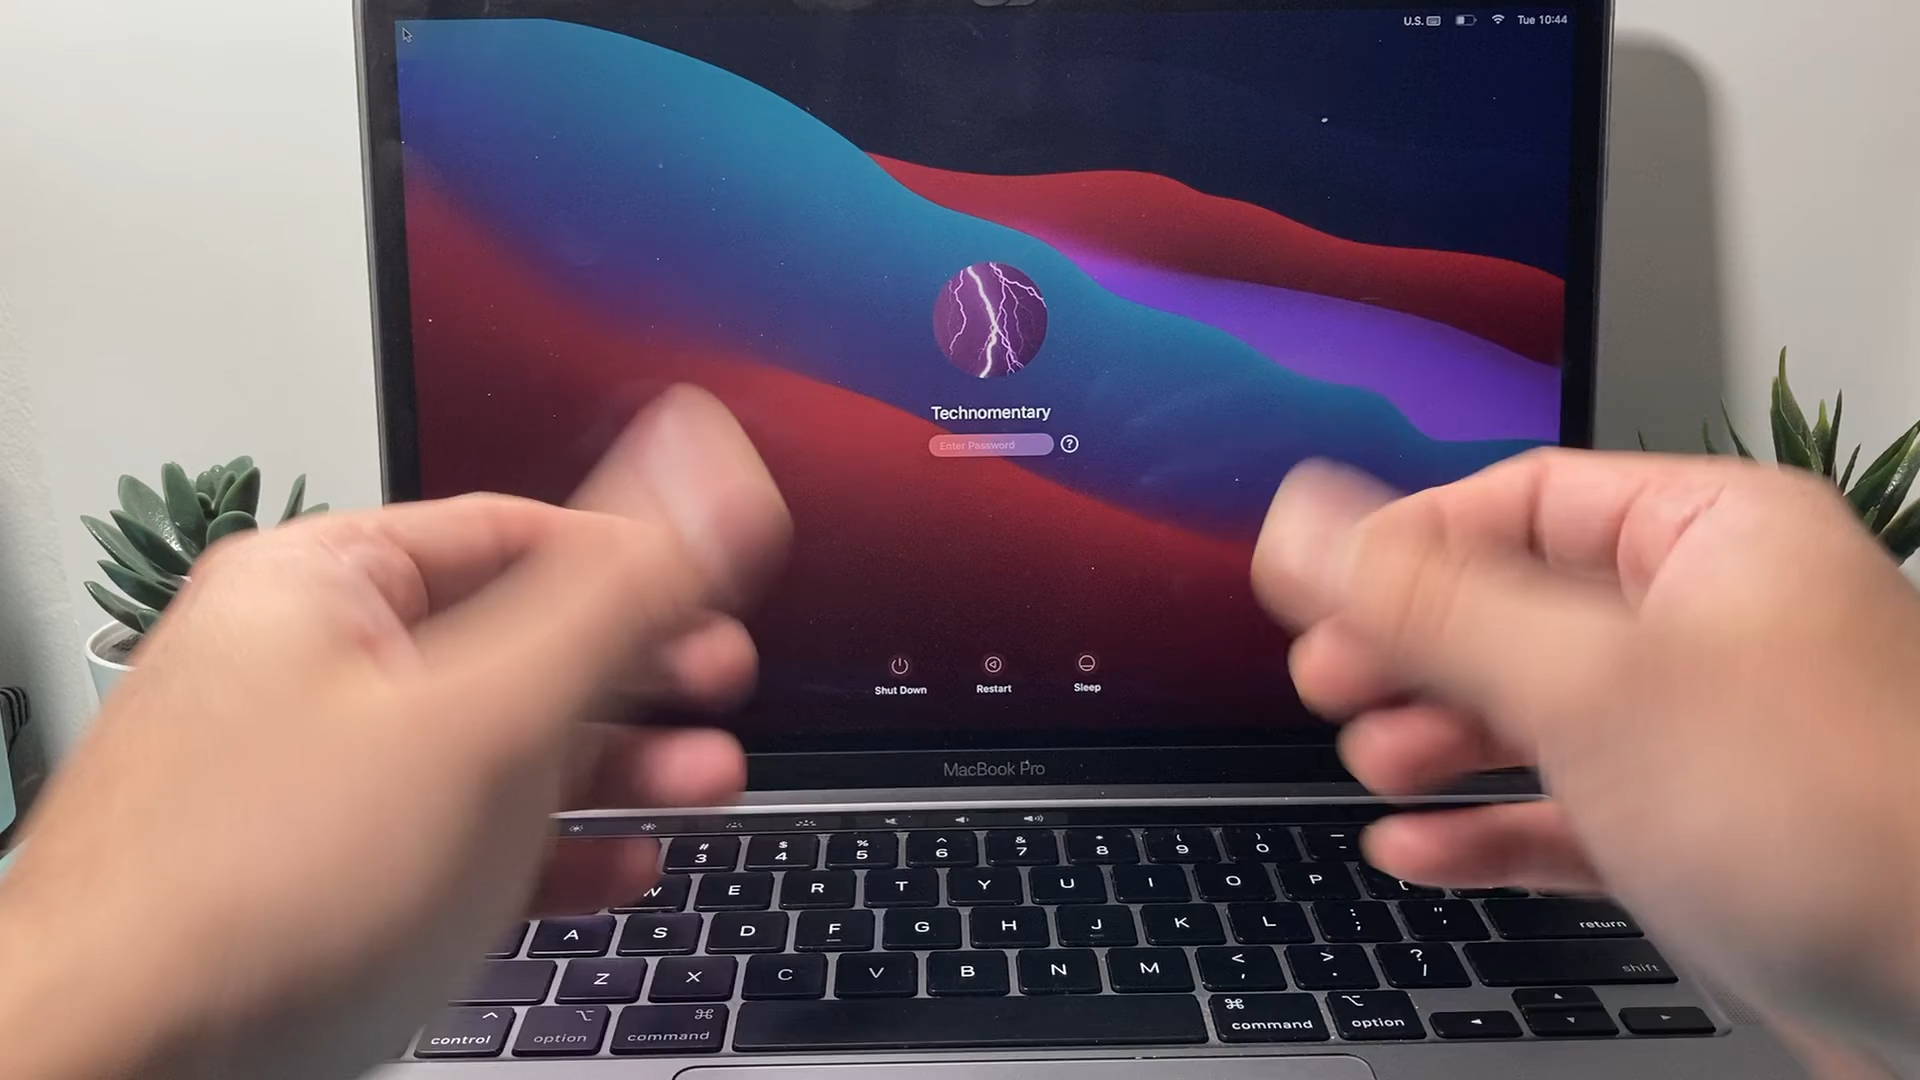 U.S. Tue 10:44
Technomentary
Enter Password ?
Shut Down Restart Sleep
MacBook Pro
# $ % ^ & * ( ) _
3 4 5 6 7 8 9 0 -
W E R T Y U I O P [
A S D F G H J K L : ; " ' return
Z X C V B N M < , > . ? / shift
control option command command option